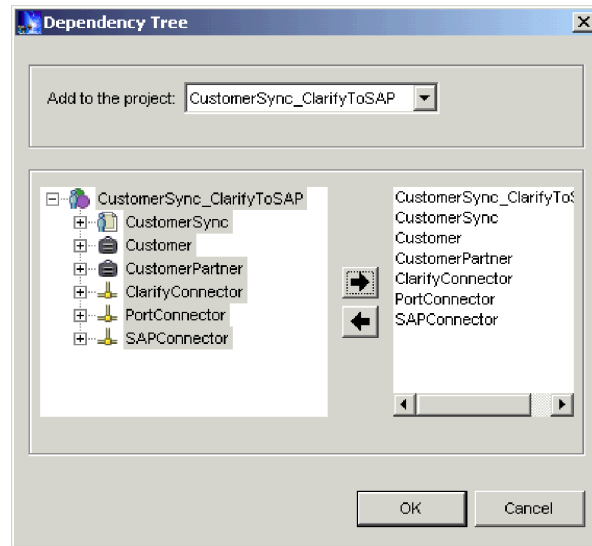 Dependency Tree
Add to the project: CustomerSync_ClarifyToSAP
CustomerSync_ClarifyToSAP
CustomerSync
Customer
CustomerPartner
ClarifyConnector
PortConnector
SAPConnector
CustomerSync_ClarifyToS
CustomerSync
Customer
CustomerPartner
ClarifyConnector
PortConnector
SAPConnector
OK Cancel